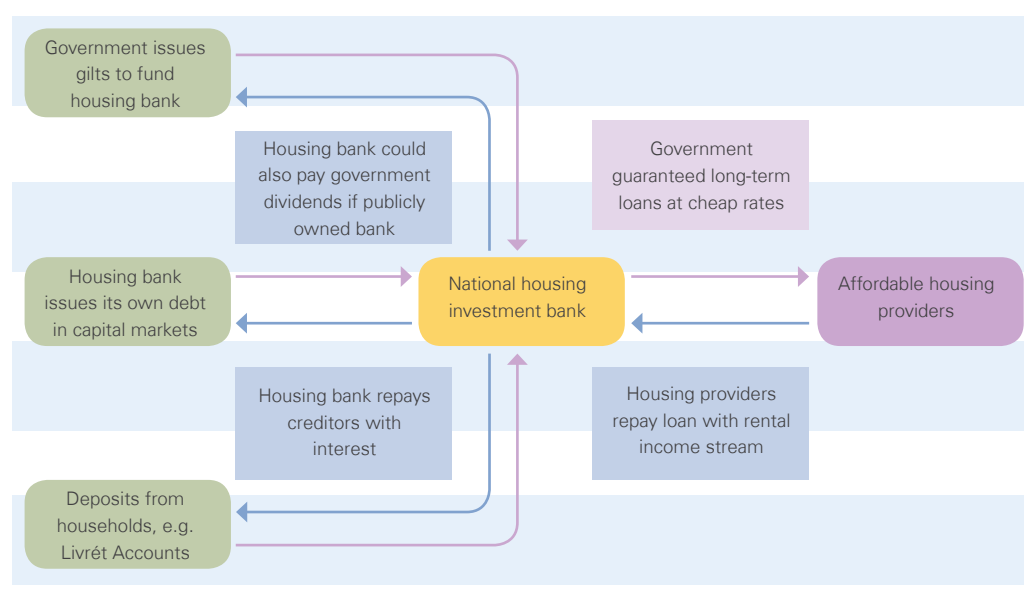 Government issues
gilts to fund
housing bank
Housing bank could
also pay government
dividends if publicly
owned bank
Government
guaranteed long-term
loans at cheap rates
Housing bank
issues its own debt
in capital markets
National housing
investment bank
Affordable housing
providers
Housing bank repays
creditors with
interest
Housing providers
repay loan with rental
income stream
Deposits from
households, e.g.
Livrét Accounts